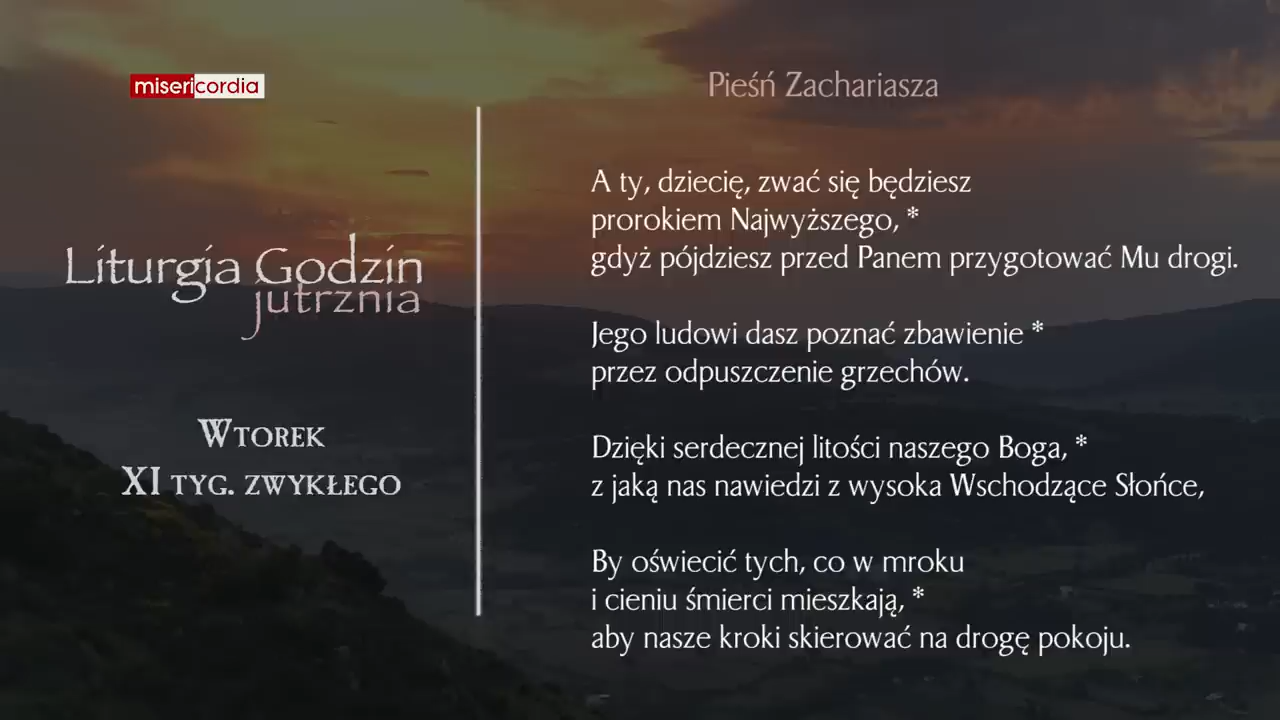 misericordia
Liturgia Godzin
jutrznia
Wtorek
XI tyg. zwykłego
Pieśń Zachariasza
A ty, dziecię, zwać się będziesz
prorokiem Najwyższego, *
gdyż pójdziesz przed Panem przygotować Mu drogi.
Jego ludowi dasz poznać zbawienie *
przez odpuszczenie grzechów.
Dzięki serdecznej litości naszego Boga, *
z jaką nas nawiedzi z wysoka Wschodzące Słońce,
By oświecić tych, co w mroku
i cieniu śmierci mieszkają, *
aby nasze kroki skierować na drogę pokoju.